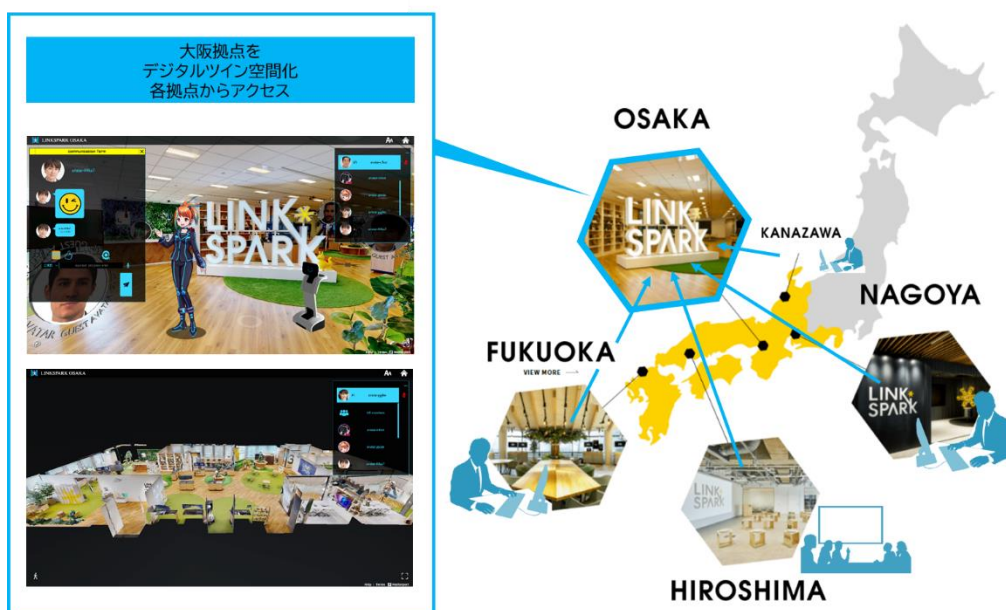 大阪拠点を
デジタルツイン空間化
各拠点からアクセス
LINKSPARK OSAKA
LINK
SPARK
LINKSPARK OSAKA
OSAKA
LINK
SPARK
KANAZAWA
NAGOYA
LINK
SPARK
FUKUOKA
VIEW MORE
LINK
SPARK
HIROSHIMA